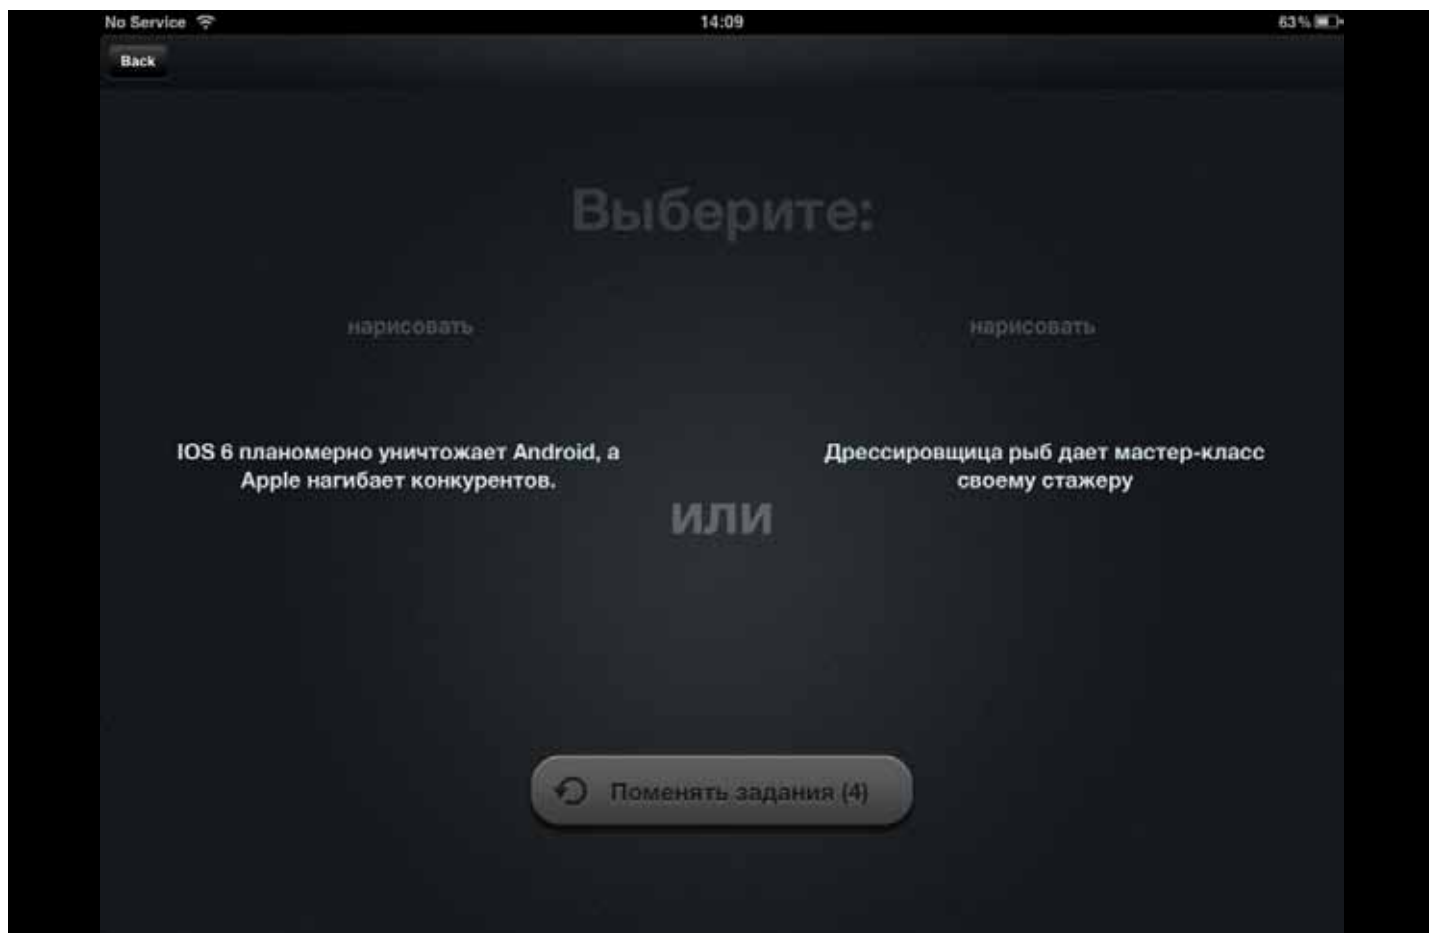 No Service 14:09 63%
Back
Выберите:
нарисовать нарисовать
IOS 6 планомерно уничтожает Android, а
Apple нагибает конкурентов.
Дрессировщица рыб дает мастер-класс
своему стажеру
или
Поменять задания (4)